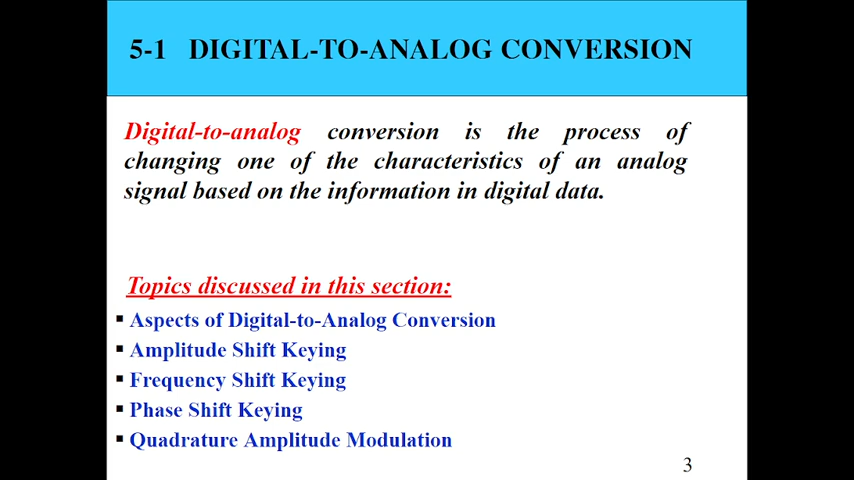 5-1 DIGITAL-TO-ANALOG CONVERSION
Digital-to-analog conversion is the process of
changing one of the characteristics of an analog
signal based on the information in digital data.
Topics discussed in this section:
▪ Aspects of Digital-to-Analog Conversion
▪ Amplitude Shift Keying
▪ Frequency Shift Keying
▪ Phase Shift Keying
▪ Quadrature Amplitude Modulation
3